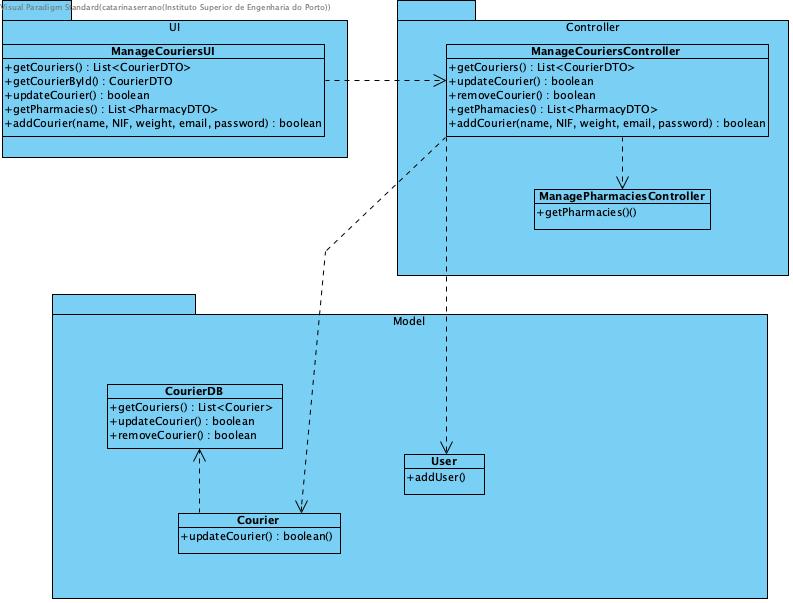 Visual Paradigm Standard(catarinaserrano(Instituto Superior de Engenharia do Porto))
UI
ManageCouriersUI
+getCouriers() : List<CourierDTO>
+getCourierById() : CourierDTO
+updateCourier() : boolean
+getPharmacies() : List<PharmacyDTO>
+addCourier(name, NIF, weight, email, password) : boolean
Controller
ManageCouriersController
+getCouriers() : List<CourierDTO>
+updateCourier() : boolean
+removeCourier() : boolean
+getPhamacies() : List<PharmacyDTO>
+addCourier(name, NIF, weight, email, password) : boolean
ManagePharmaciesController
+getPharmacies()()
Model
CourierDB
+getCouriers() : List<Courier>
+updateCourier() : boolean
+removeCourier() : boolean
User
+addUser()
Courier
+updateCourier() : boolean()